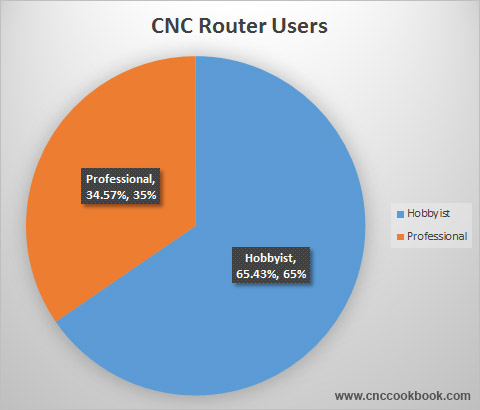 CNC Router Users
Professional,
34.57%, 35%
Hobbyist,
65.43%, 65%
Hobbyist
Professional
www.cnccookbook.com